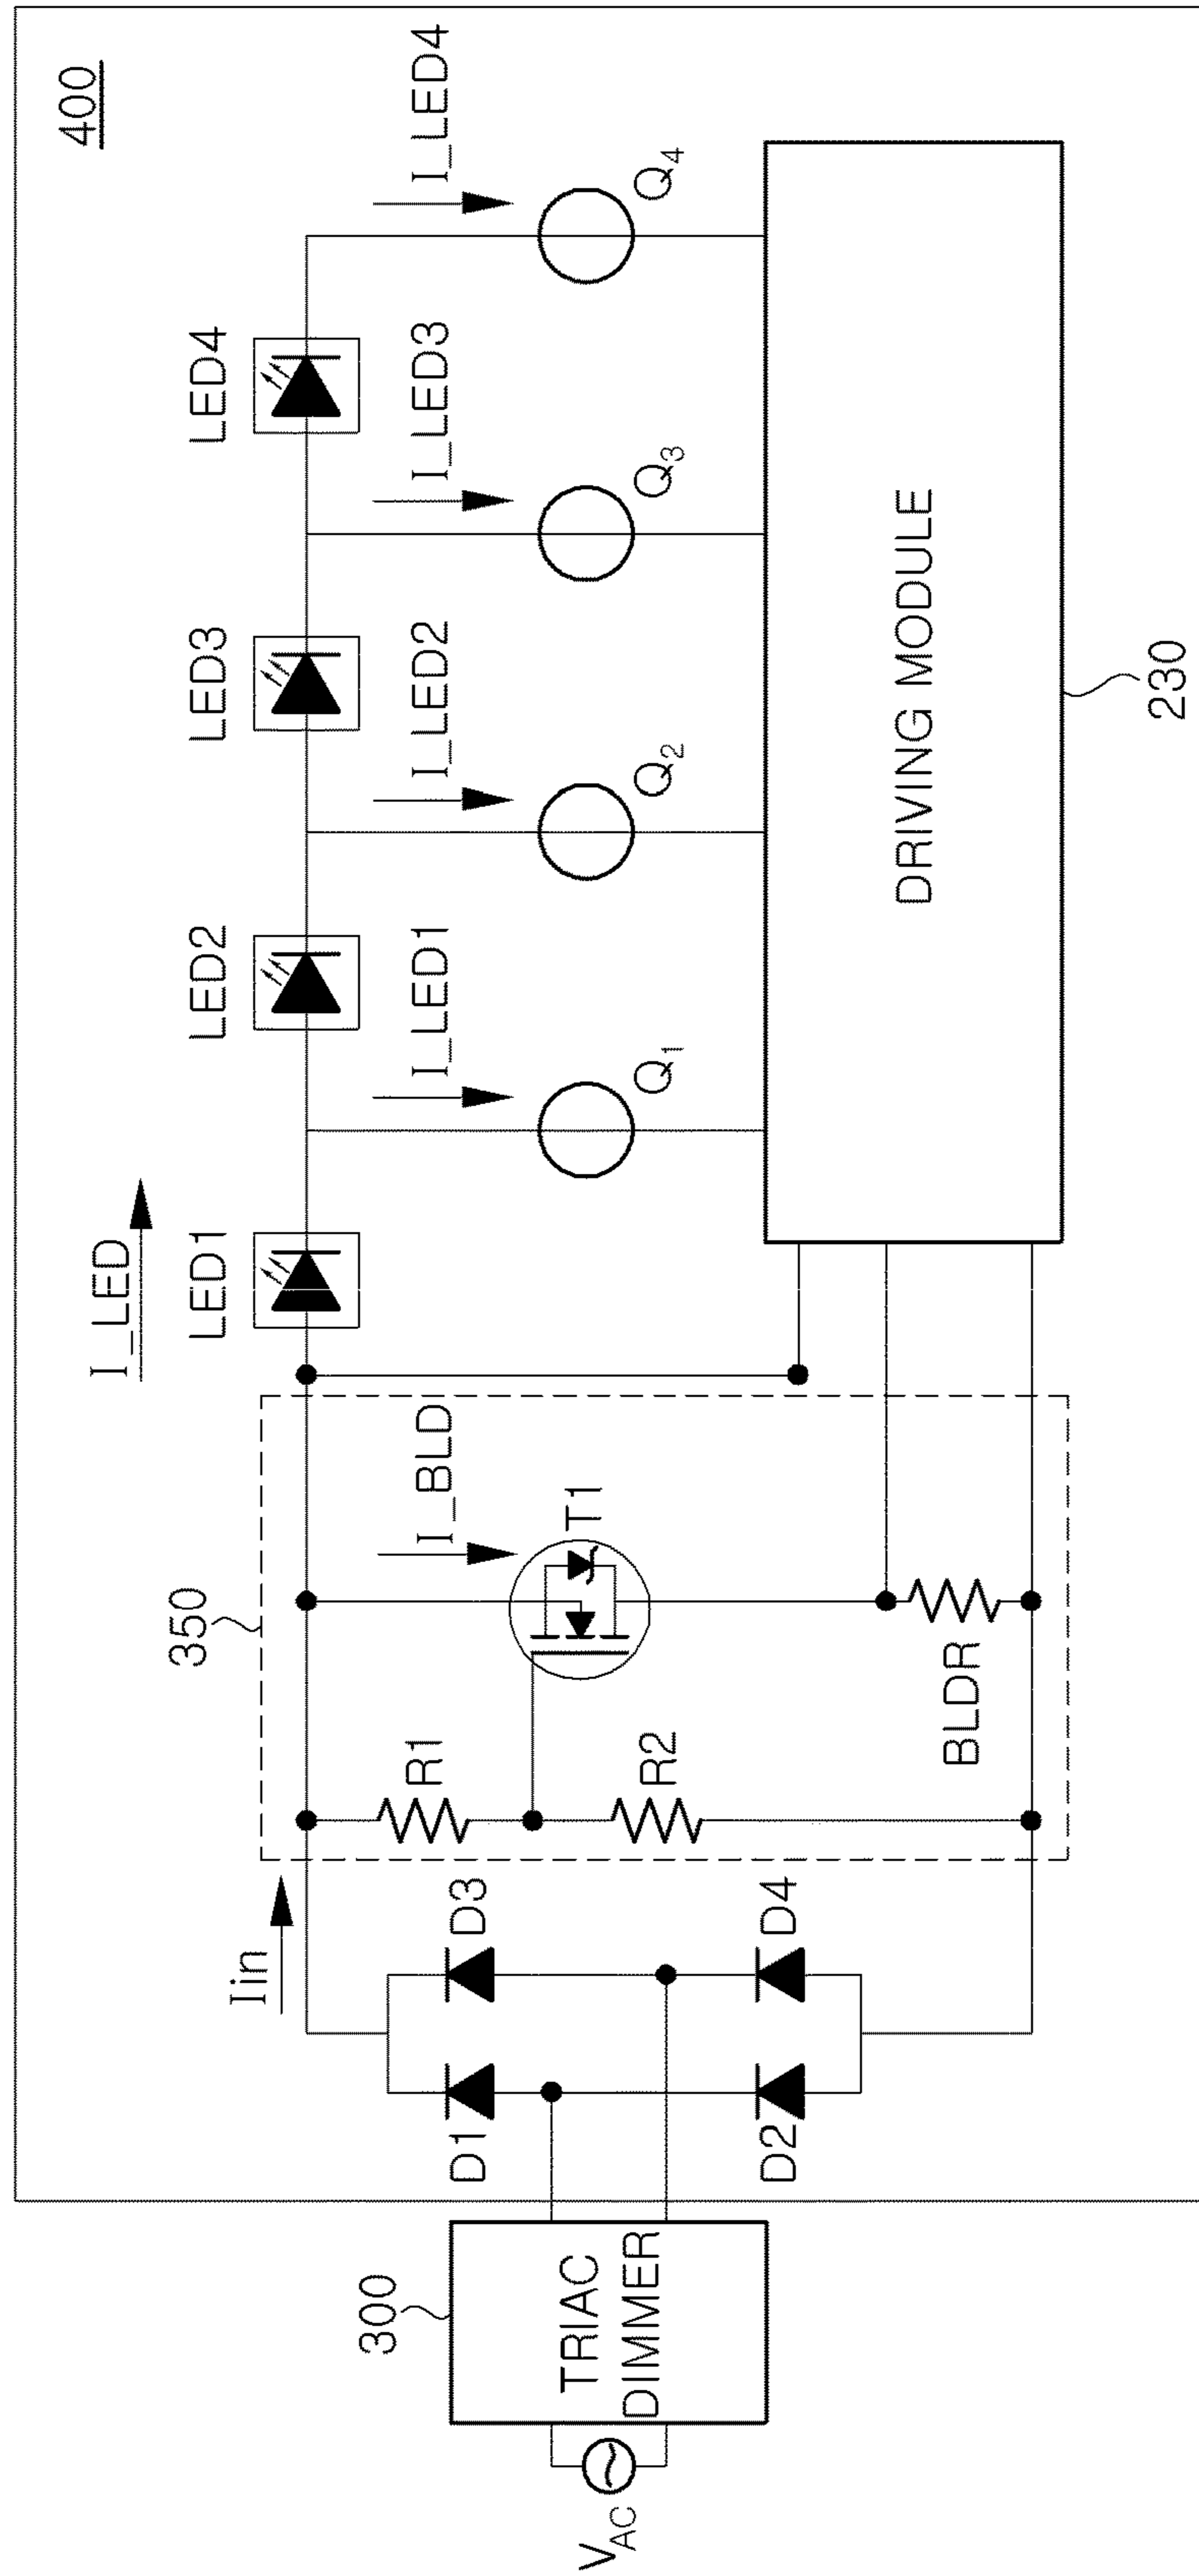 400
I_LED
LED1
LED2
LED3
LED4
I_LED1
I_LED2
I_LED3
I_LED4
Q1
Q2
Q3
Q4
350
Iin
I_BLD
R1
R2
T1
BLDR
D1
D3
D2
D4
300
TRIAC
DIMMER
VAC
DRIVING MODULE
230